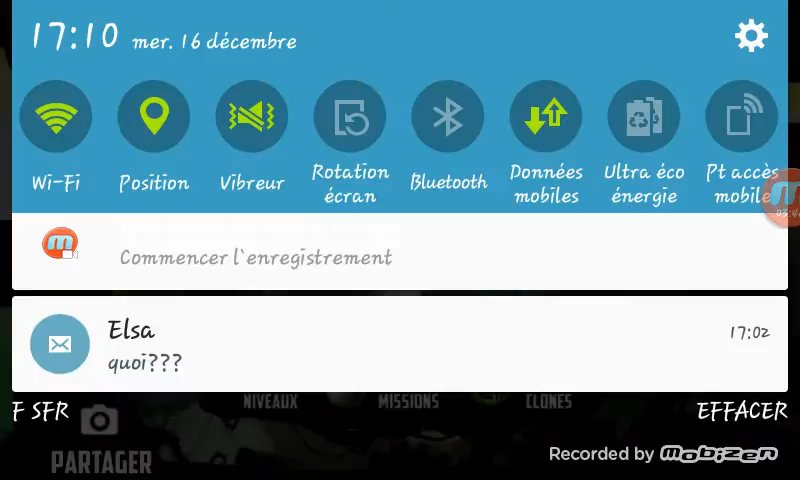 17:10 mer. 16 décembre
Wi-Fi
Position
Vibreur
Rotation écran
Bluetooth
Données mobiles
Ultra éco énergie
Pt accès mobile
Commencer l'enregistrement
Elsa
17:02
quoi???
F SFR
EFFACER
NIVEAUX
MISSIONS
CLONES
PARTAGER
Recorded by mobizen